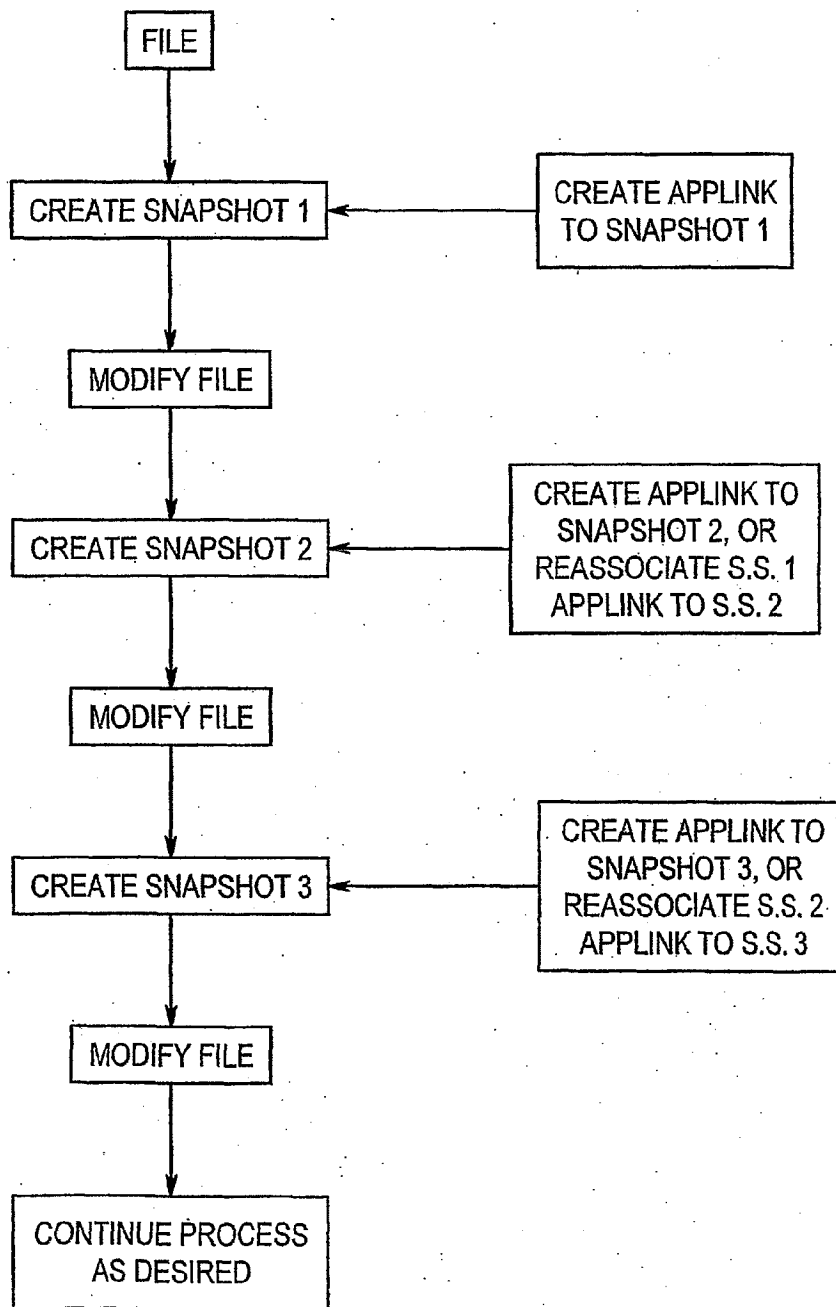 FILE
CREATE SNAPSHOT 1
CREATE APPLINK
TO SNAPSHOT 1
MODIFY FILE
CREATE SNAPSHOT 2
CREATE APPLINK TO
SNAPSHOT 2, OR
REASSOCIATE S.S. 1
APPLINK TO S.S. 2
MODIFY FILE
CREATE SNAPSHOT 3
CREATE APPLINK TO
SNAPSHOT 3, OR
REASSOCIATE S.S. 2
APPLINK TO S.S. 3
MODIFY FILE
CONTINUE PROCESS
AS DESIRED